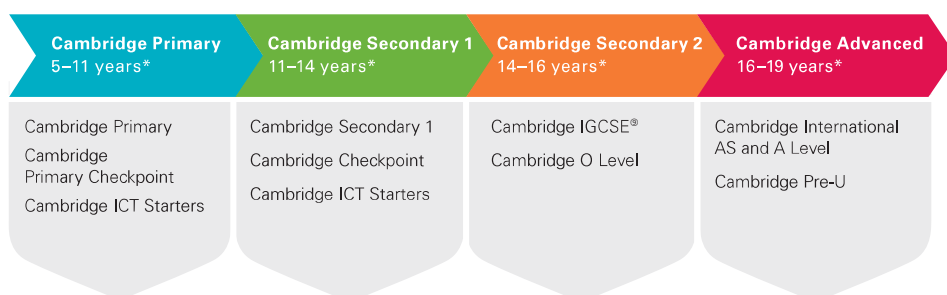 Cambridge Primary
5–11 years*
Cambridge Secondary 1
11–14 years*
Cambridge Secondary 2
14–16 years*
Cambridge Advanced
16–19 years*
Cambridge Primary
Cambridge
Primary Checkpoint
Cambridge ICT Starters
Cambridge Secondary 1
Cambridge Checkpoint
Cambridge ICT Starters
Cambridge IGCSE®
Cambridge O Level
Cambridge International
AS and A Level
Cambridge Pre-U